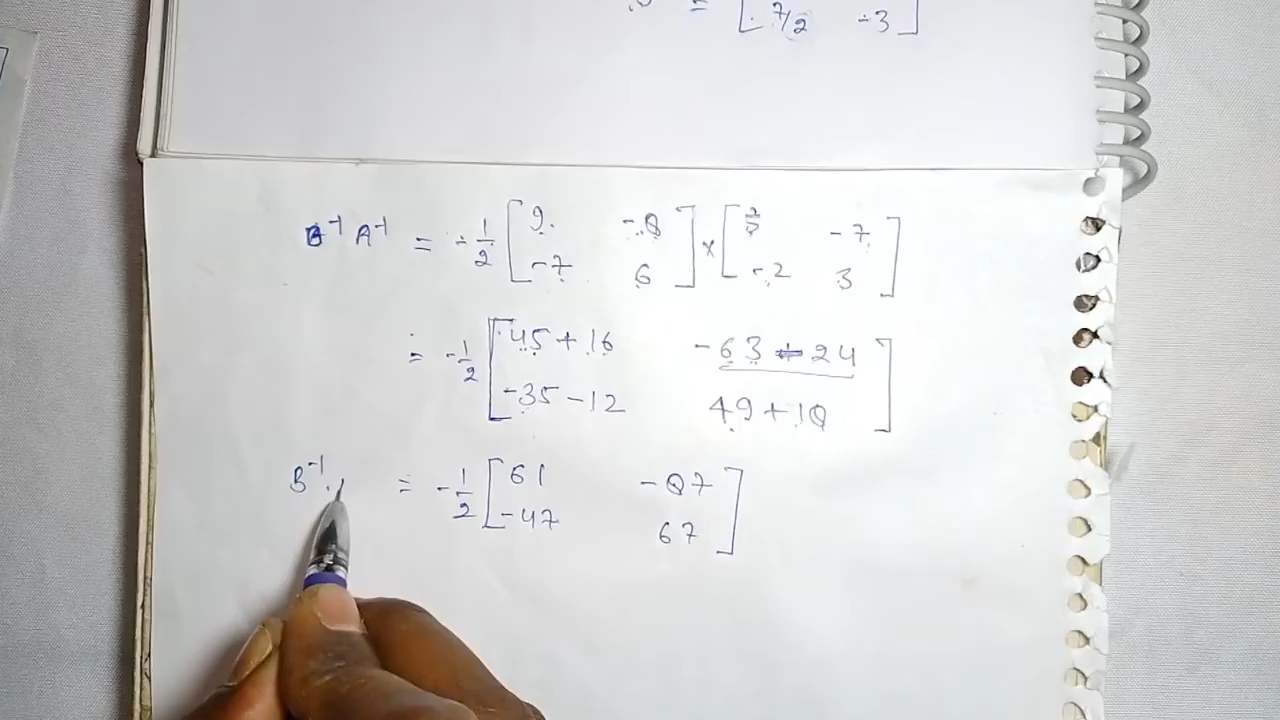 = [ 7/2 -3 ]
B⁻¹ A⁻¹ = -1/2 [ 9 -8 ] × [ -7 ]
-7 6 -2 3
= -1/2 [ 45+16 -63+24 ]
-35-12 49+18
B⁻¹ = -1/2 [ 61 -87 ]
-47 67